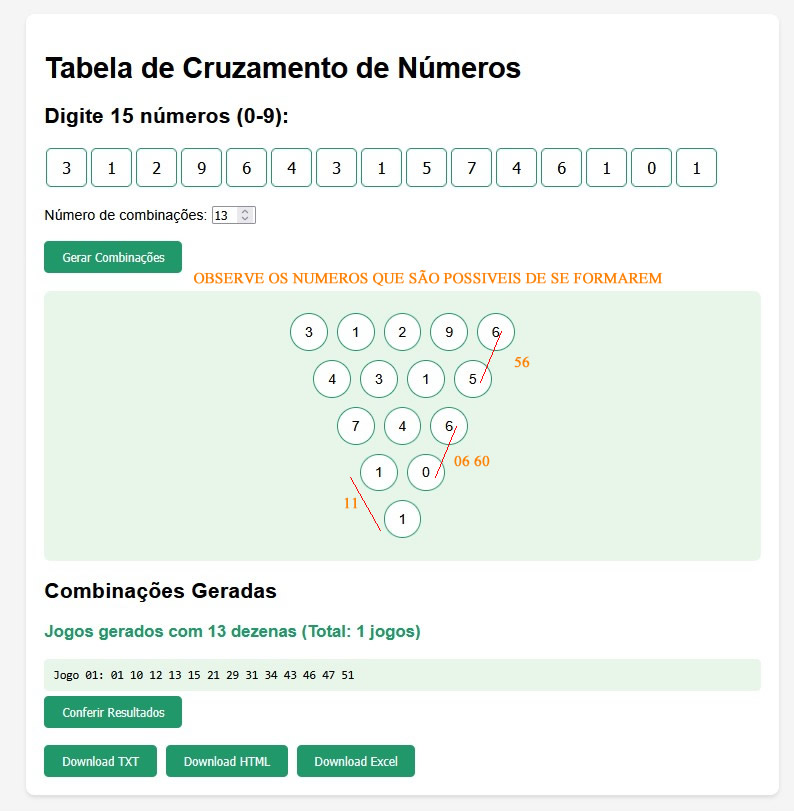 Tabela de Cruzamento de Números
Digite 15 números (0-9):
3 1 2 9 6 4 3 1 5 7 4 6 1 0 1
Número de combinações: 13
Gerar Combinações
OBSERVE OS NUMEROS QUE SÃO POSSIVEIS DE SE FORMAREM
3 1 2 9 6
56
4 3 1 5
7 4 6
06 60
1 0
11
1
Combinações Geradas
Jogos gerados com 13 dezenas (Total: 1 jogos)
Jogo 01: 01 10 12 13 15 21 29 31 34 43 46 47 51
Conferir Resultados
Download TXT Download HTML Download Excel